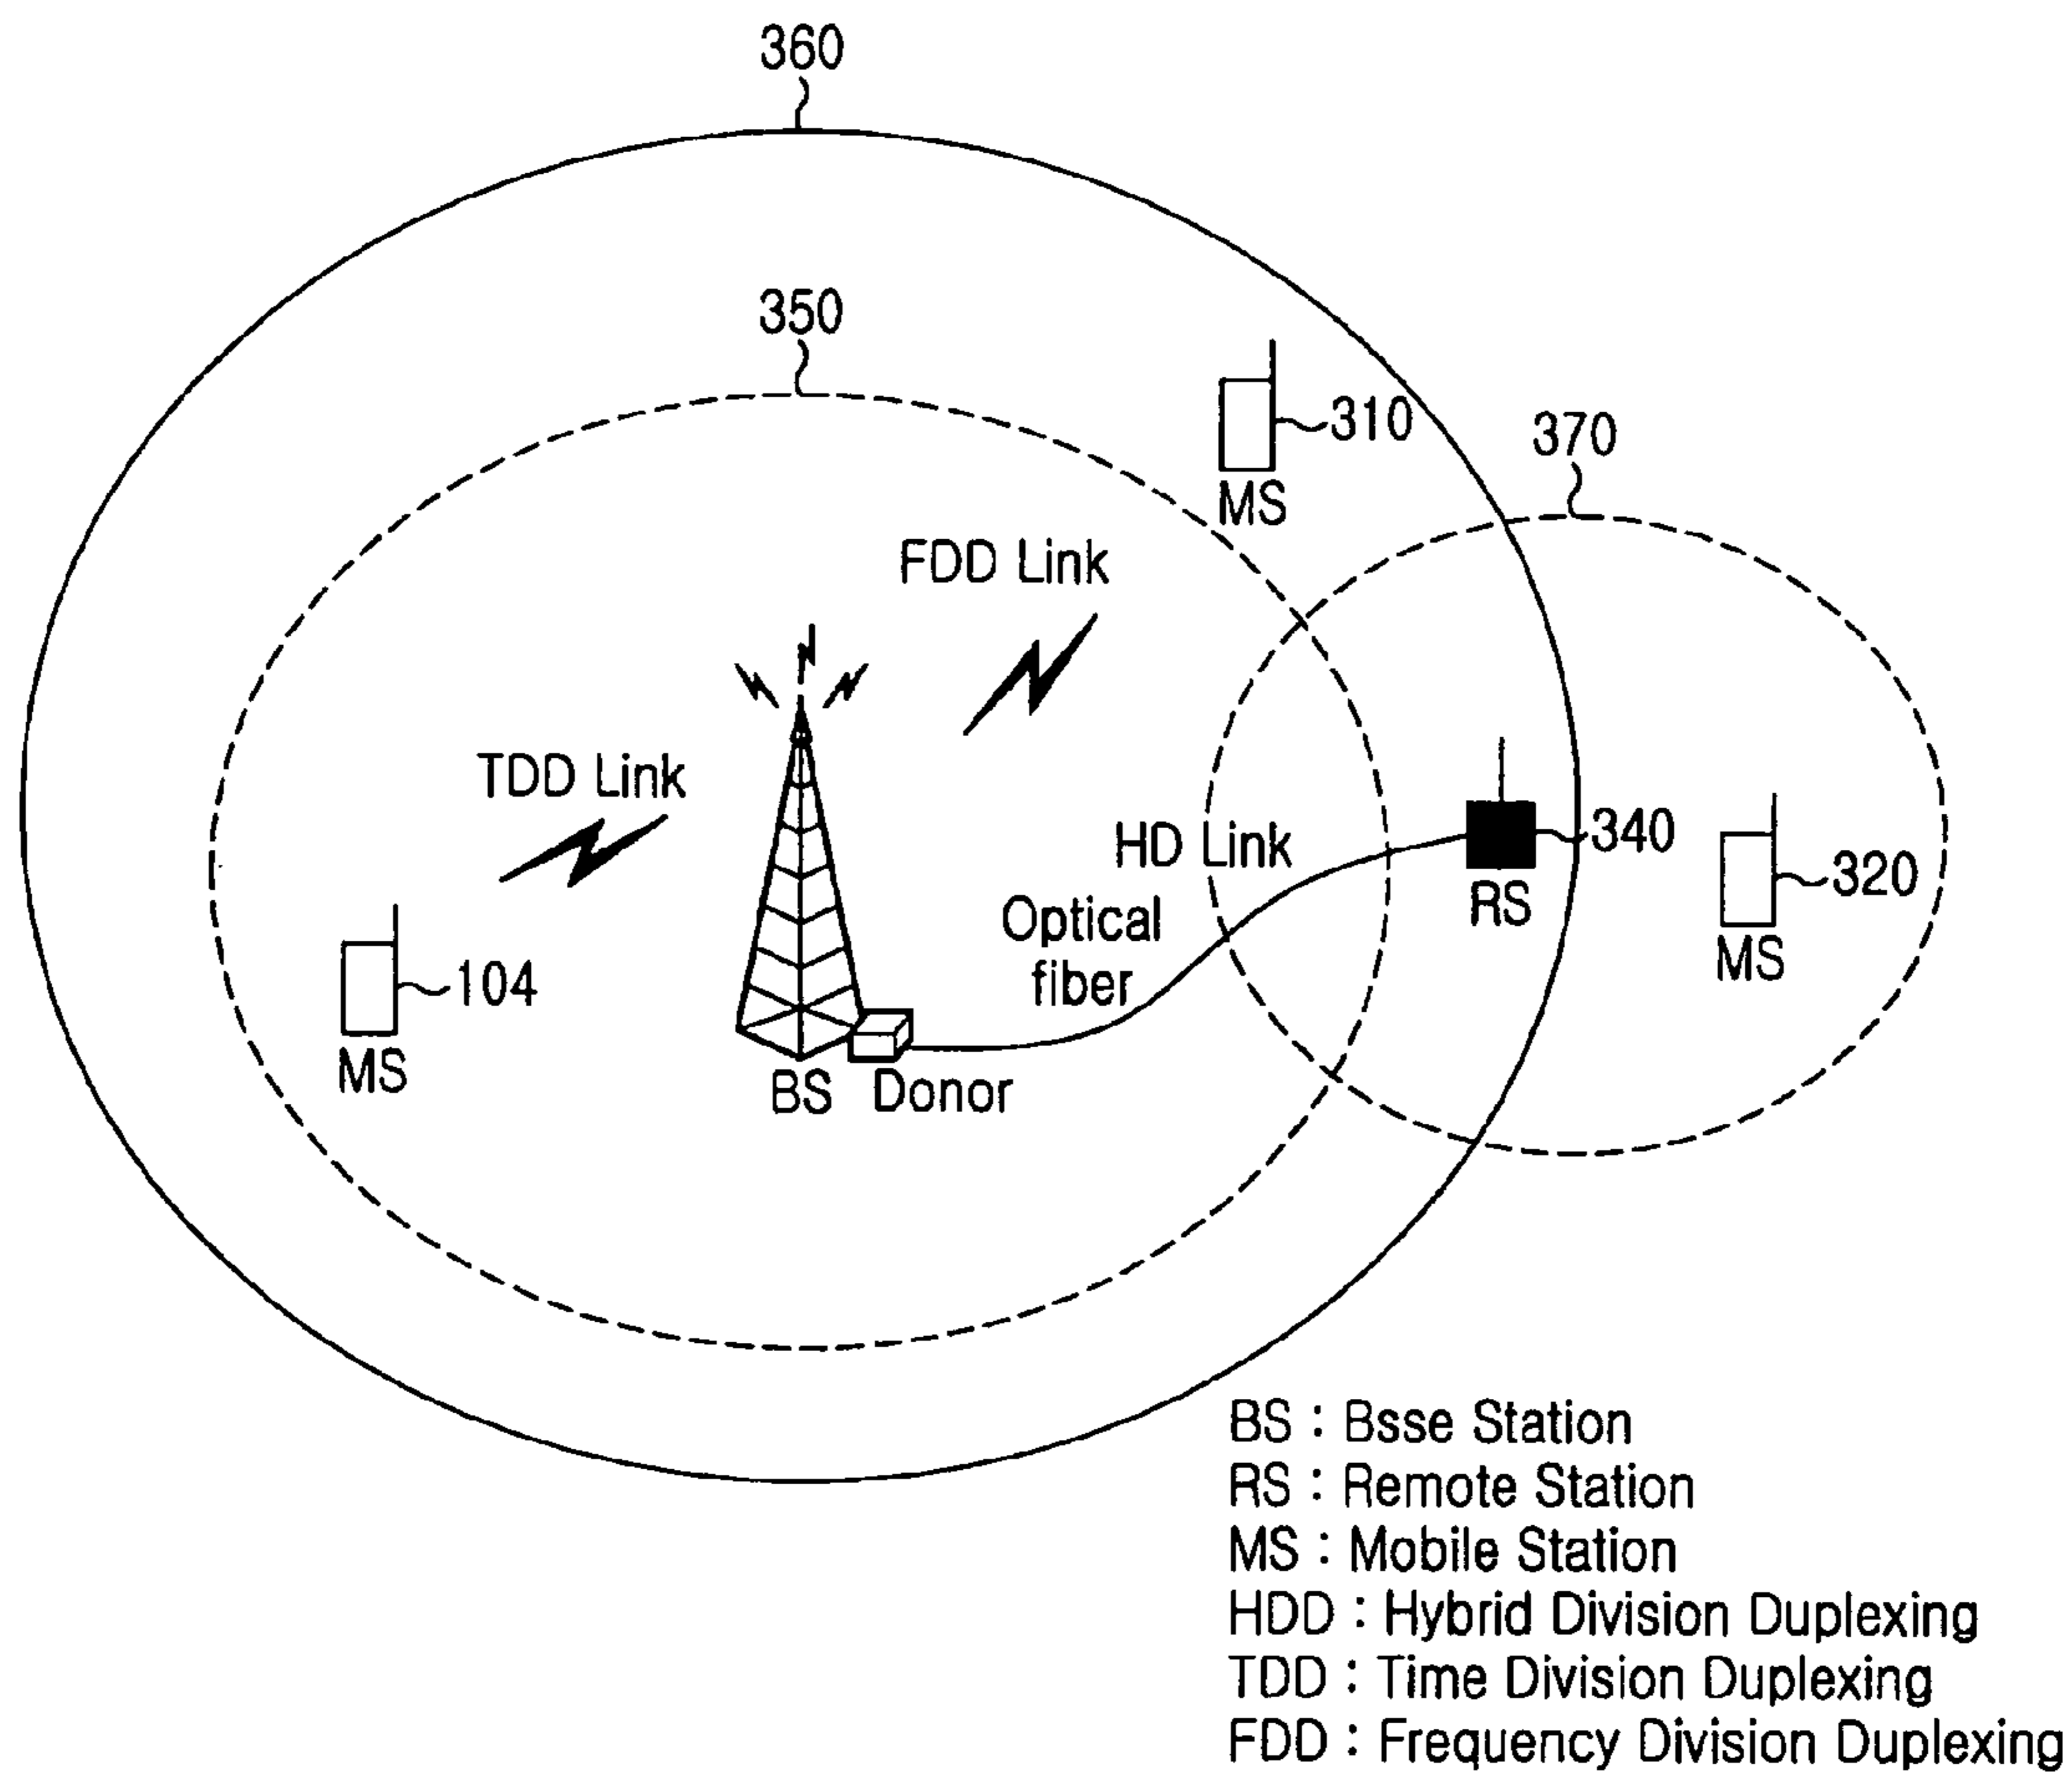 360
350
310
MS
370
FDD Link
TDD Link
HD Link
340
RS
320
MS
Optical
fiber
104
MS
BS
Donor
BS : Bsse Station
RS : Remote Station
MS : Mobile Station
HDD : Hybrid Division Duplexing
TDD : Time Division Duplexing
FDD : Frequency Division Duplexing